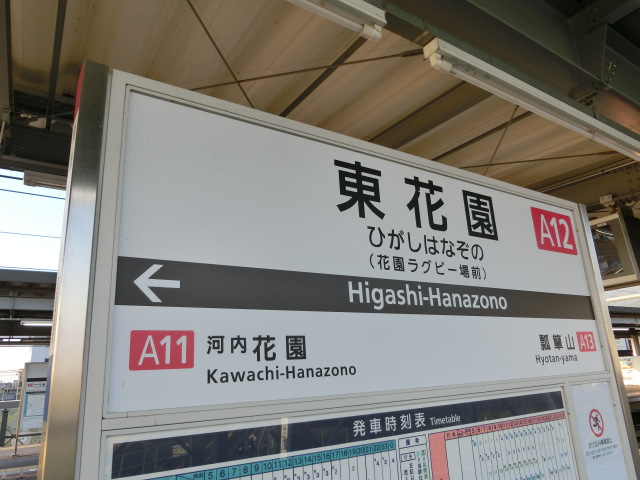 東花園
A12
ひがしはなぞの
(花園ラグビー場前)
Higashi-Hanazono
A11 河内花園
Kawachi-Hanazono
瓢簞山 A13
Hyotan-yama
発車時刻表 Timetable